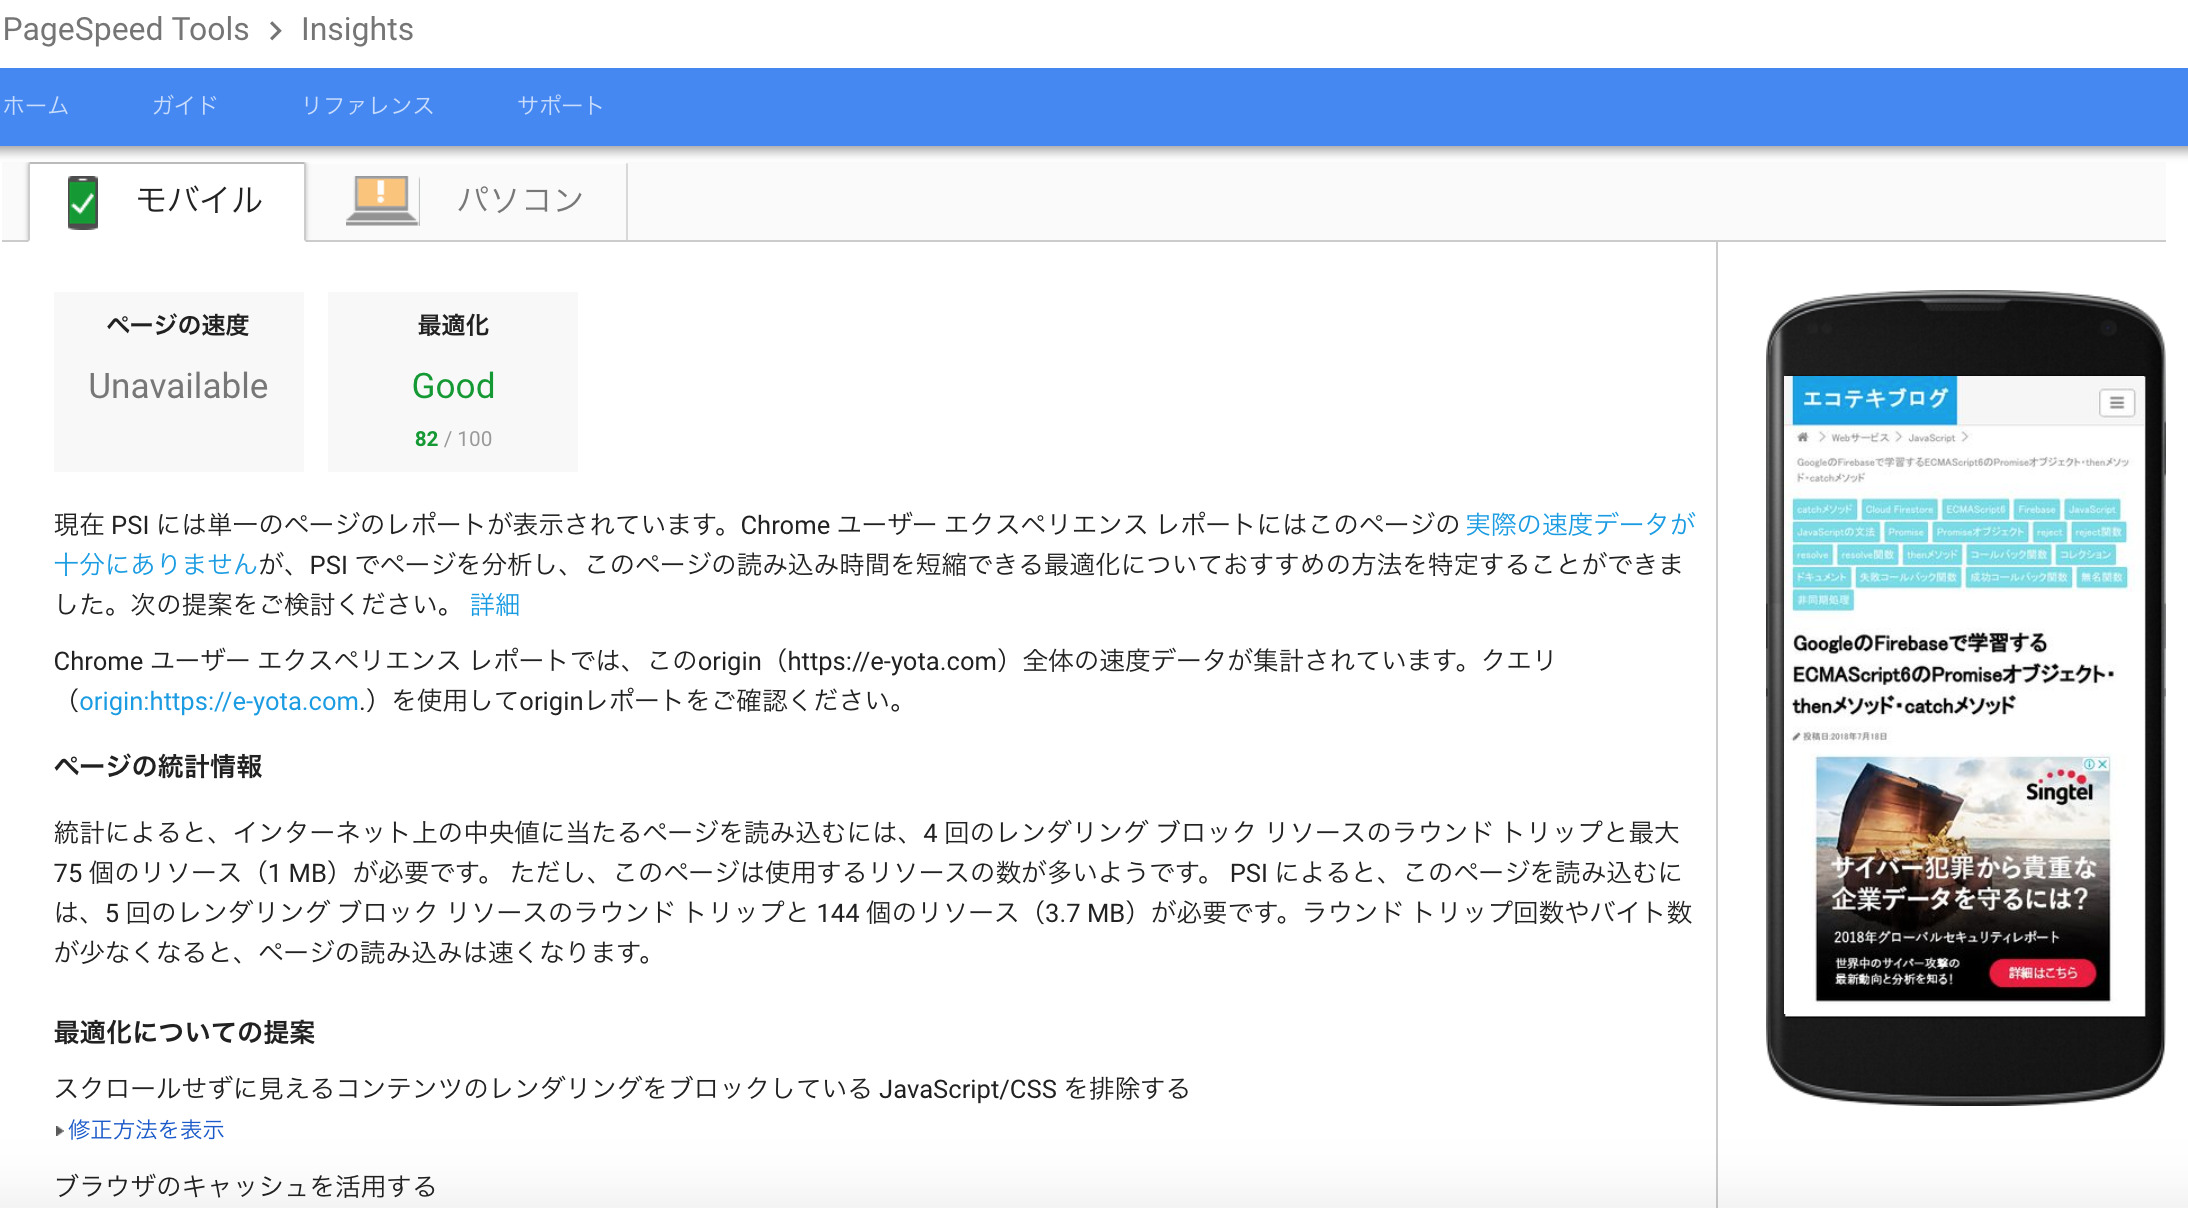 PageSpeed Tools > Insights
ホーム ガイド リファレンス サポート
モバイル パソコン
ページの速度
Unavailable
最適化
Good
82 / 100
現在 PSI には単一のページのレポートが表示されています。Chrome ユーザー エクスペリエンス レポートにはこのページの 実際の速度データが
十分にありませんが、PSI でページを分析し、このページの読み込み時間を短縮できる最適化についておすすめの方法を特定することができま
した。次の提案をご検討ください。 詳細
Chrome ユーザー エクスペリエンス レポートでは、このorigin（https://e-yota.com）全体の速度データが集計されています。クエリ
（origin:https://e-yota.com.）を使用してoriginレポートをご確認ください。
ページの統計情報
統計によると、インターネット上の中央値に当たるページを読み込むには、4 回のレンダリング ブロック リソースのラウンド トリップと最大
75 個のリソース（1 MB）が必要です。 ただし、このページは使用するリソースの数が多いようです。 PSI によると、このページを読み込むに
は、5 回のレンダリング ブロック リソースのラウンド トリップと 144 個のリソース（3.7 MB）が必要です。ラウンド トリップ回数やバイト数
が少なくなると、ページの読み込みは速くなります。
最適化についての提案
スクロールせずに見えるコンテンツのレンダリングをブロックしている JavaScript/CSS を排除する
修正方法を表示
ブラウザのキャッシュを活用する
エコテキブログ
Webサービス JavaScript
GoogleのFirebaseで学習するECMAScript6のPromiseオブジェクト・thenメソッ
ド・catchメソッド
catchメソッド Cloud Firestore ECMAScript6 Firebase JavaScript
JavaScriptの文法 Promise Promiseオブジェクト reject reject関数
resolve resolve関数 thenメソッド コールバック関数 コレクション
ドキュメント 失敗コールバック関数 成功コールバック関数 無名関数
非同期処理
GoogleのFirebaseで学習する
ECMAScript6のPromiseオブジェクト・
thenメソッド・catchメソッド
投稿日:2018年7月18日
Singtel
サイバー犯罪から貴重な
企業データを守るには?
2018年グローバルセキュリティレポート
世界中のサイバー攻撃の
最新動向と分析を知る!
詳細はこちら